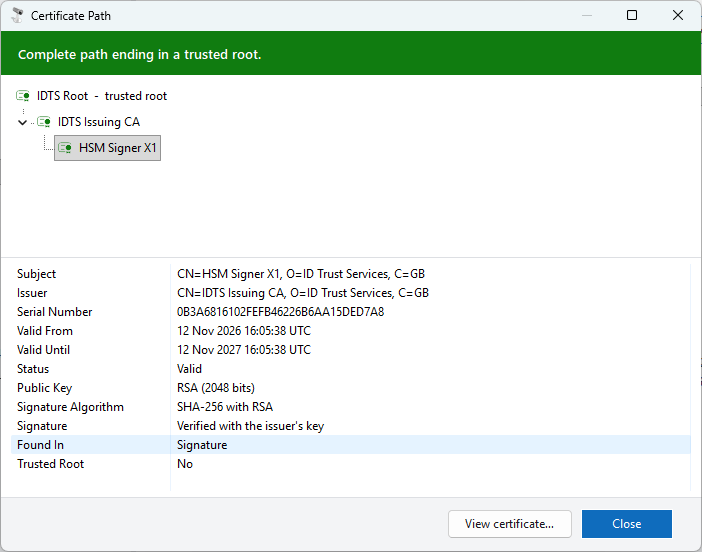 Certificate Path
Complete path ending in a trusted root.
IDTS Root - trusted root
IDTS Issuing CA
HSM Signer X1
Subject CN=HSM Signer X1, O=ID Trust Services, C=GB
Issuer CN=IDTS Issuing CA, O=ID Trust Services, C=GB
Serial Number 0B3A6816102FEFB46226B6AA15DED7A8
Valid From 12 Nov 2026 16:05:38 UTC
Valid Until 12 Nov 2027 16:05:38 UTC
Status Valid
Public Key RSA (2048 bits)
Signature Algorithm SHA-256 with RSA
Signature Verified with the issuer's key
Found In Signature
Trusted Root No
View certificate... Close